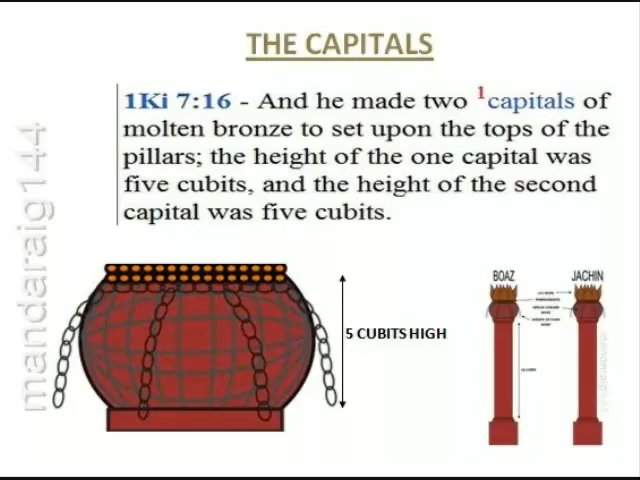 THE CAPITALS
1Ki 7:16 - And he made two 1capitals of
molten bronze to set upon the tops of the
pillars; the height of the one capital was
five cubits, and the height of the second
capital was five cubits.
mandaraig144
5 CUBITS HIGH
BOAZ
JACHIN